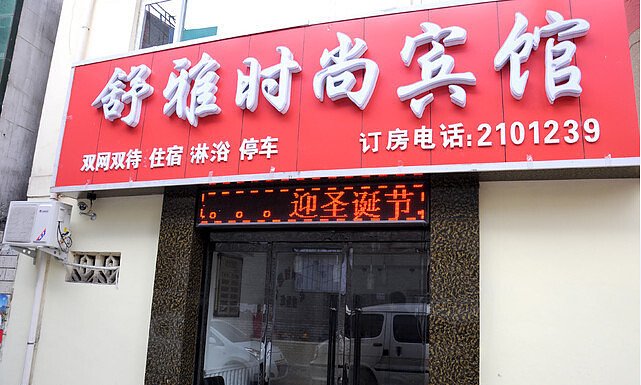 舒雅时尚宾馆
双网双待 住宿 淋浴 停车
订房电话:2101239
。。。迎圣诞节